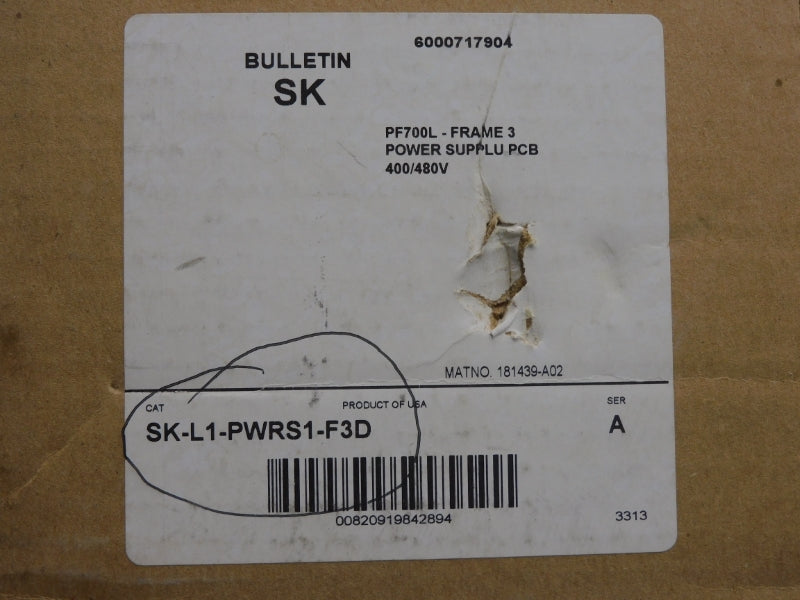 6000717904
BULLETIN
SK
PF700L - FRAME 3
POWER SUPPLU PCB
400/480V
MATNO. 181439-A02
CAT
PRODUCT OF USA
SER
SK-L1-PWRS1-F3D
A
00820919842894
3313